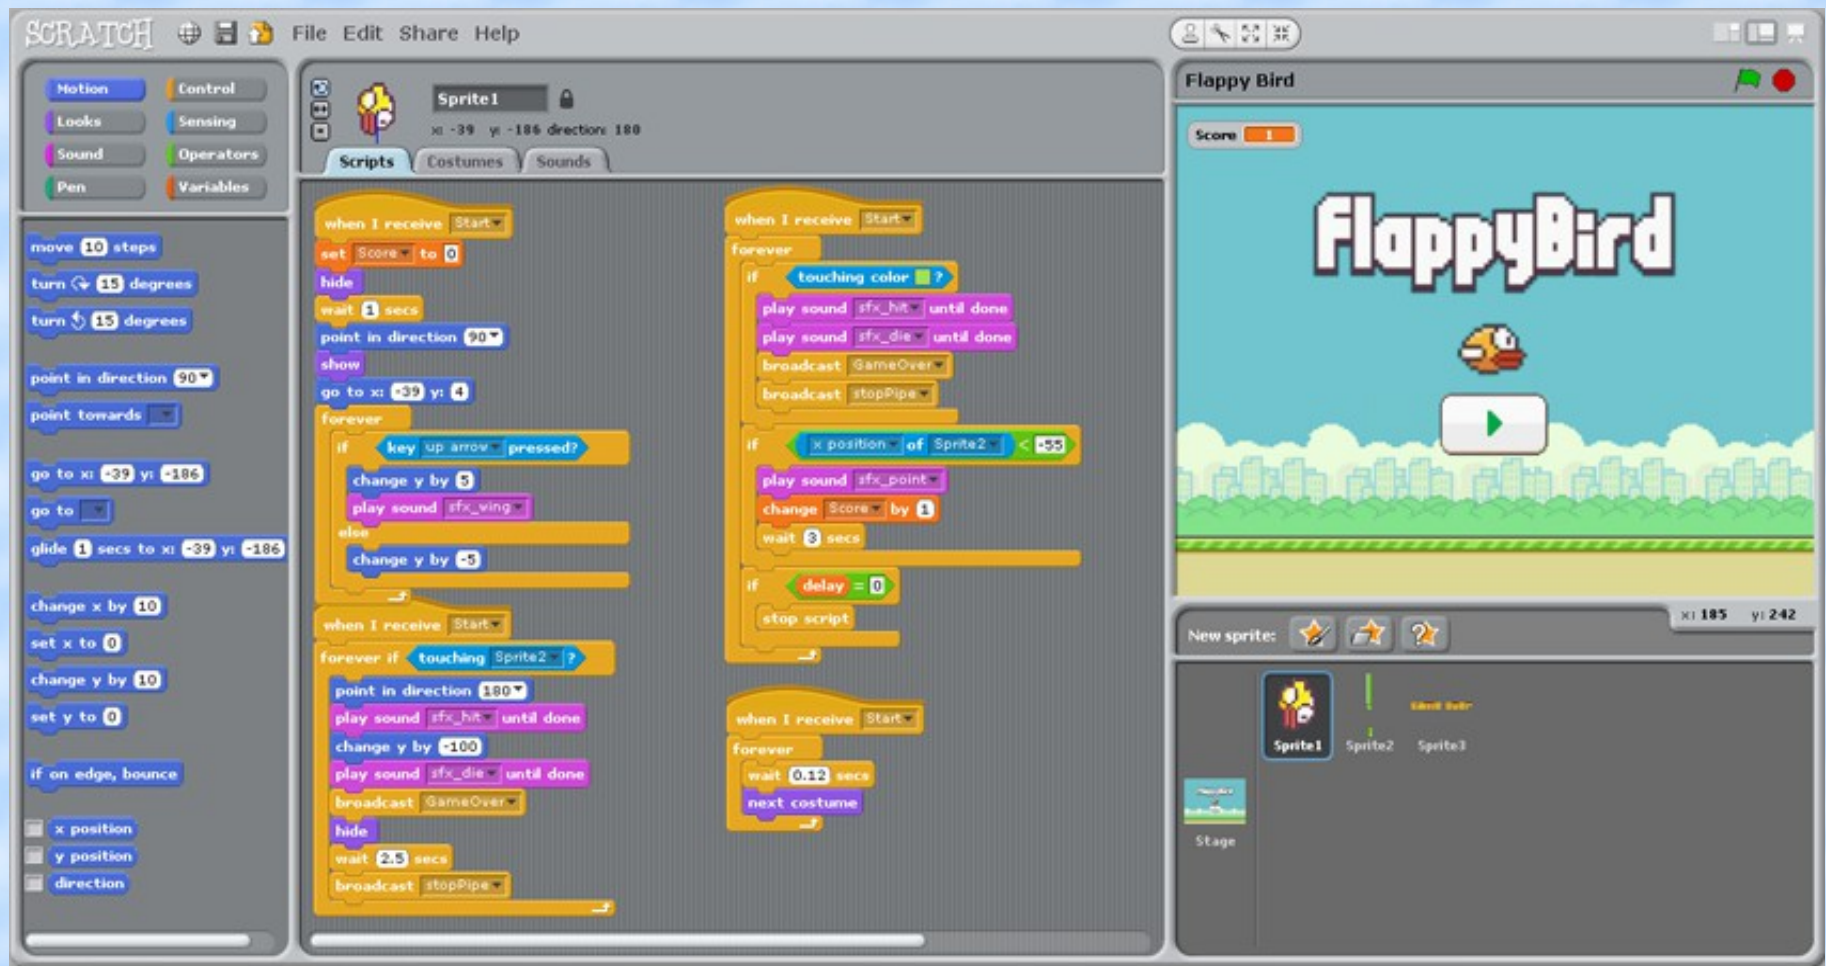 SCRATCH File Edit Share Help
Motion Control
Looks Sensing
Sound Operators
Pen Variables
move 10 steps
turn 15 degrees
turn 15 degrees
point in direction 90
point towards
go to x: -39 y: -186
go to
glide 1 secs to x: -39 y: -186
change x by 10
set x to 0
change y by 10
set y to 0
if on edge, bounce
x position
y position
direction
Sprite1
x: -39 y: -186 direction: 180
Scripts Costumes Sounds
when I receive Start
set Score to 0
hide
wait 1 secs
point in direction 90
show
go to x: -39 y: 4
forever
if key up arrow pressed?
change y by 5
play sound sfx_wing
else
change y by -5
when I receive Start
forever if touching Sprite2 ?
point in direction 180
play sound sfx_hit until done
change y by -100
play sound sfx_die until done
broadcast GameOver
hide
wait 2.5 secs
broadcast stopPipe
when I receive Start
forever
if touching color ?
play sound sfx_hit until done
play sound sfx_die until done
broadcast GameOver
broadcast stopPipe
if x position of Sprite2 < -55
play sound sfx_point
change Score by 1
wait 3 secs
if delay = 0
stop script
when I receive Start
forever
wait 0.12 secs
next costume
Flappy Bird
Score 1
FlappyBird
x: 185 y: 242
New sprite:
Sprite1 Sprite2 Sprite3
Stage